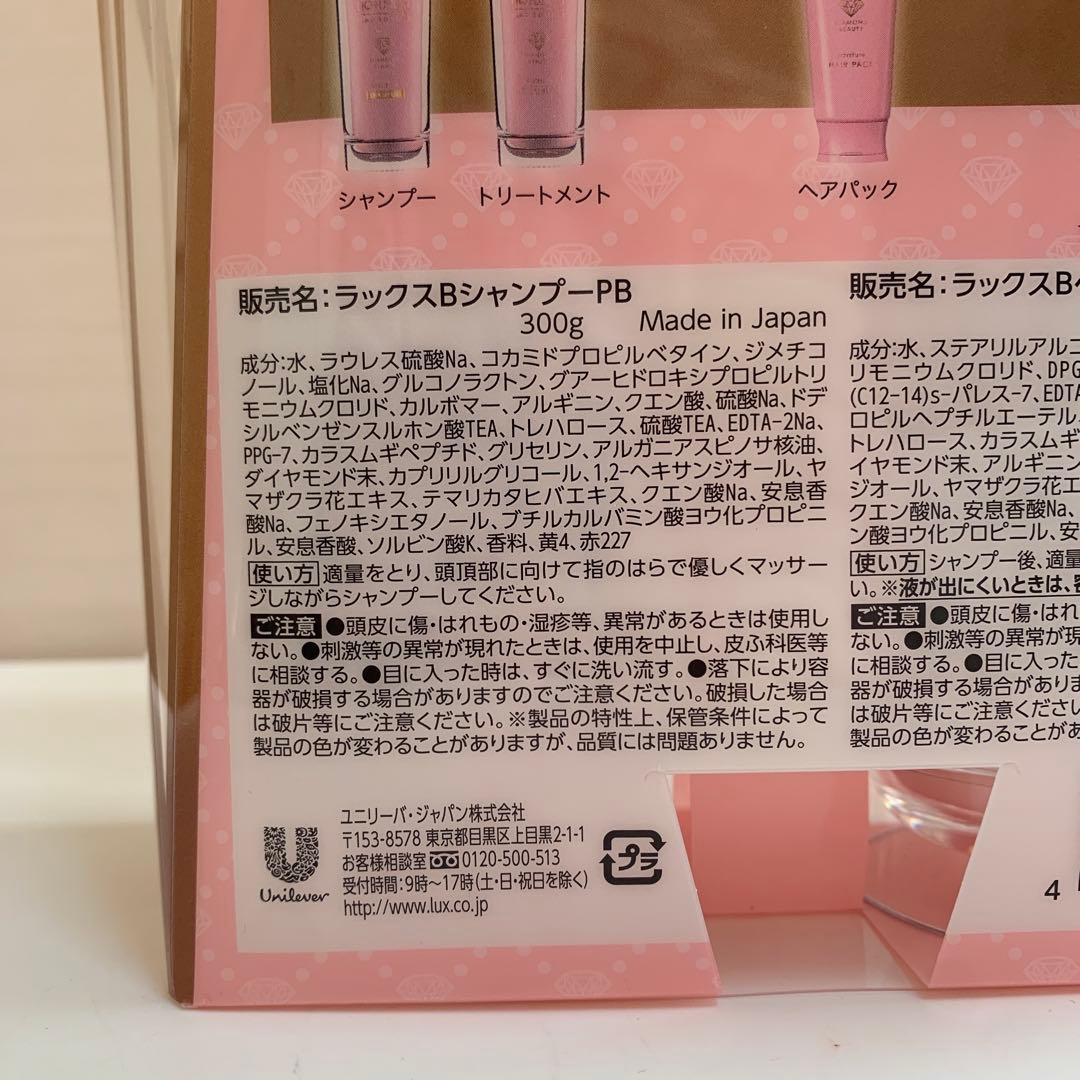 シャンプー
トリートメント
ヘアパック
HAIR PACK
販売名：ラックスBシャンプーPB
300g Made in Japan
成分:水、ラウレス硫酸Na、コカミドプロピルベタイン、ジメチコ
ノール、塩化Na、グルコノラクトン、グアーヒドロキシプロピルトリ
モニウムクロリド、カルボマー、アルギニン、クエン酸、硫酸Na、ドデ
シルベンゼンスルホン酸TEA、トレハロース、硫酸TEA、EDTA-2Na、
PPG-7、カラスムギペプチド、グリセリン、アルガニアスピノサ核油、
ダイヤモンド末、カプリリルグリコール、1,2-ヘキサンジオール、ヤ
マザクラ花エキス、テマリカタヒバエキス、クエン酸Na、安息香
酸Na、フェノキシエタノール、ブチルカルバミン酸ヨウ化プロピニ
ル、安息香酸、ソルビン酸K、香料、黄4、赤227
使い方 適量をとり、頭頂部に向けて指のはらで優しくマッサー
ジしながらシャンプーしてください。
ご注意 ●頭皮に傷・はれもの・湿疹等、異常があるときは使用し
ない。●刺激等の異常が現れたときは、使用を中止し、皮ふ科医等
に相談する。●目に入った時は、すぐに洗い流す。●落下により容
器が破損する場合がありますのでご注意ください。破損した場合
は破片等にご注意ください。※製品の特性上、保管条件によって
製品の色が変わることがありますが、品質には問題ありません。
ユニリーバ・ジャパン株式会社
〒153-8578 東京都目黒区上目黒2-1-1
お客様相談室 0120-500-513
受付時間：9時〜17時(土・日・祝日を除く)
http://www.lux.co.jp
Unilever
プラ
販売名：ラックスB
成分:水、ステアリルアルコ
リモニウムクロリド、DPG
(C12-14)s-パレス-7、EDTA
ロピルヘプチルエーテル
トレハロース、カラスムギ
イヤモンド末、アルギニン
ジオール、ヤマザクラ花エ
クエン酸Na、安息香酸Na、
ン酸ヨウ化プロピニル、安
使い方 シャンプー後、適量
い。※液が出にくいときは、容
ご注意 ●頭皮に傷・はれ
ない。●刺激等の異常が現
に相談する。●目に入った
器が破損する場合がありま
は破片等にご注意ください
製品の色が変わることがあ
4